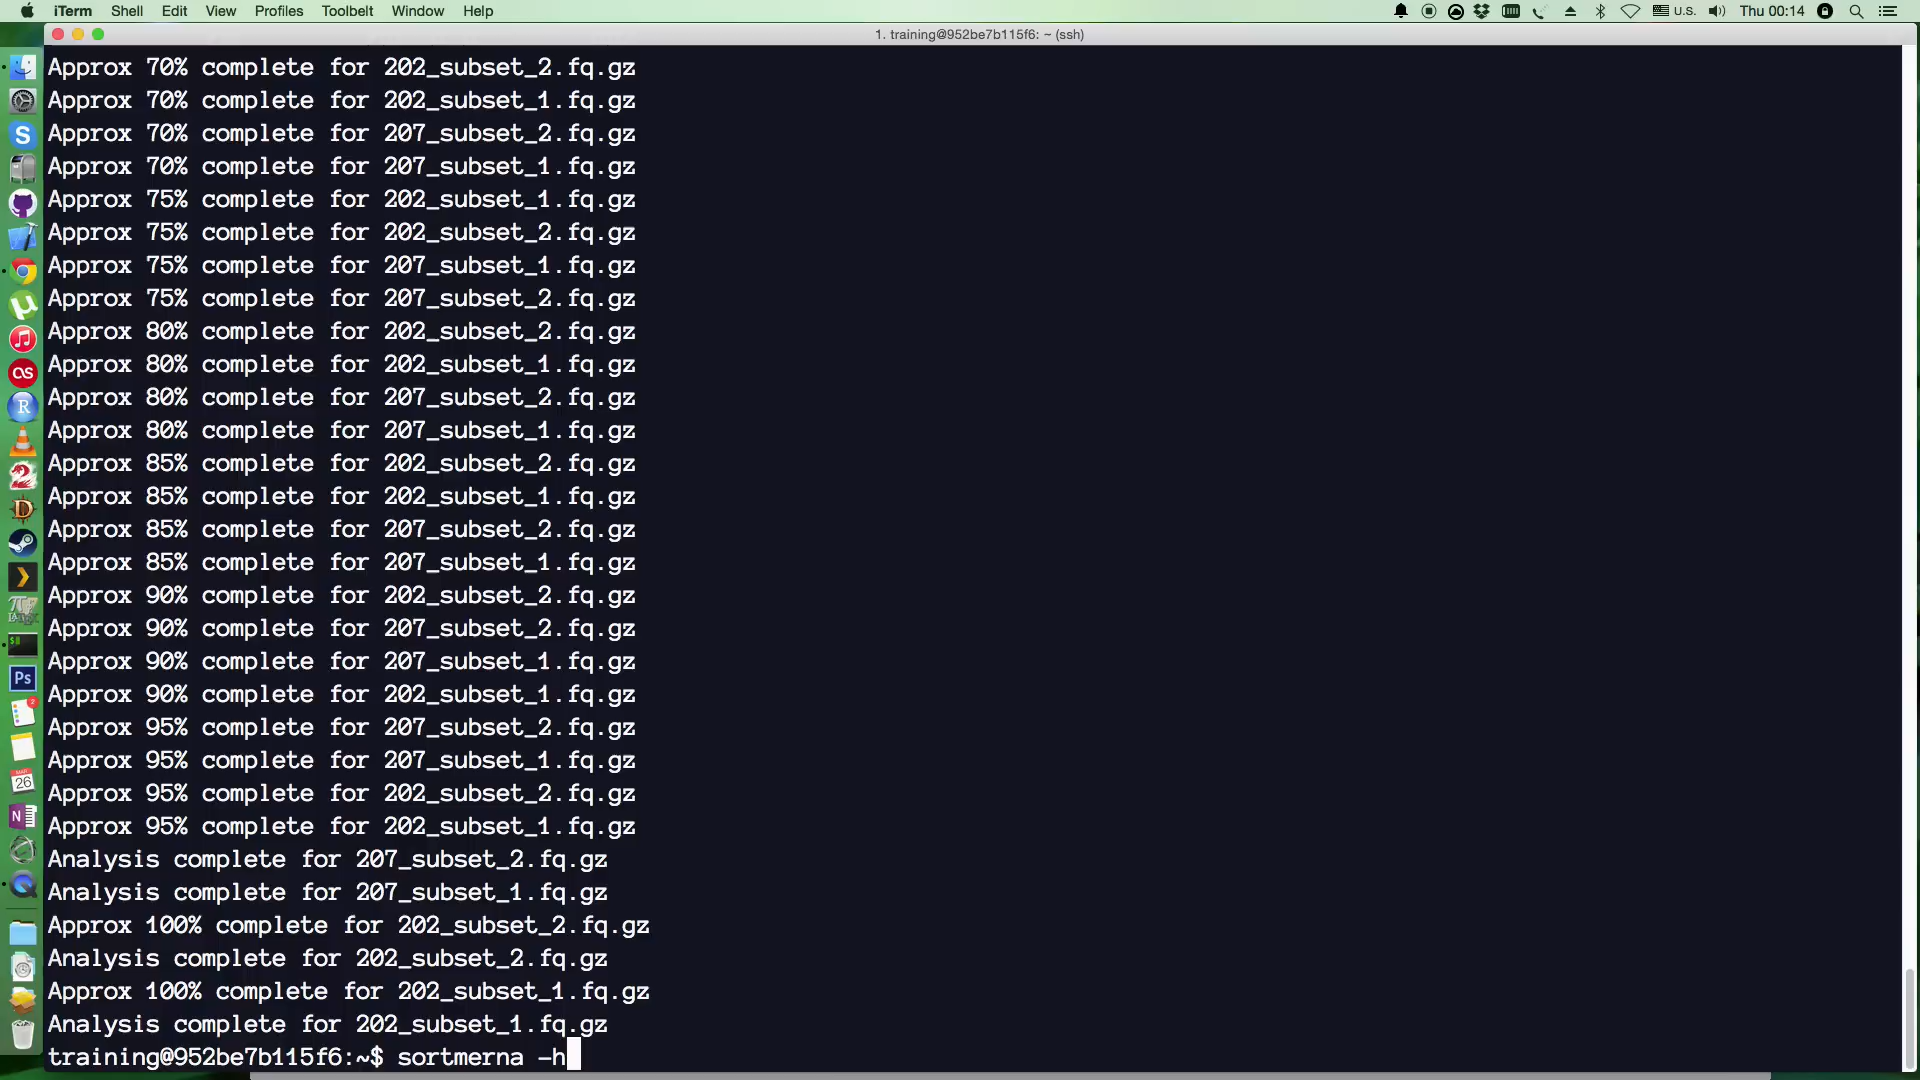 iTerm Shell Edit View Profiles Toolbelt Window Help U.S. Thu 00:14
1. training@952be7b115f6: ~ (ssh)
Approx 70% complete for 202_subset_2.fq.gz
Approx 70% complete for 202_subset_1.fq.gz
Approx 70% complete for 207_subset_2.fq.gz
Approx 70% complete for 207_subset_1.fq.gz
Approx 75% complete for 202_subset_1.fq.gz
Approx 75% complete for 202_subset_2.fq.gz
Approx 75% complete for 207_subset_1.fq.gz
Approx 75% complete for 207_subset_2.fq.gz
Approx 80% complete for 202_subset_2.fq.gz
Approx 80% complete for 202_subset_1.fq.gz
Approx 80% complete for 207_subset_2.fq.gz
Approx 80% complete for 207_subset_1.fq.gz
Approx 85% complete for 202_subset_2.fq.gz
Approx 85% complete for 202_subset_1.fq.gz
Approx 85% complete for 207_subset_2.fq.gz
Approx 85% complete for 207_subset_1.fq.gz
Approx 90% complete for 202_subset_2.fq.gz
Approx 90% complete for 207_subset_2.fq.gz
Approx 90% complete for 207_subset_1.fq.gz
Approx 90% complete for 202_subset_1.fq.gz
Approx 95% complete for 207_subset_2.fq.gz
Approx 95% complete for 207_subset_1.fq.gz
Approx 95% complete for 202_subset_2.fq.gz
Approx 95% complete for 202_subset_1.fq.gz
Analysis complete for 207_subset_2.fq.gz
Analysis complete for 207_subset_1.fq.gz
Approx 100% complete for 202_subset_2.fq.gz
Analysis complete for 202_subset_2.fq.gz
Approx 100% complete for 202_subset_1.fq.gz
Analysis complete for 202_subset_1.fq.gz
training@952be7b115f6:~$ sortmerna -h